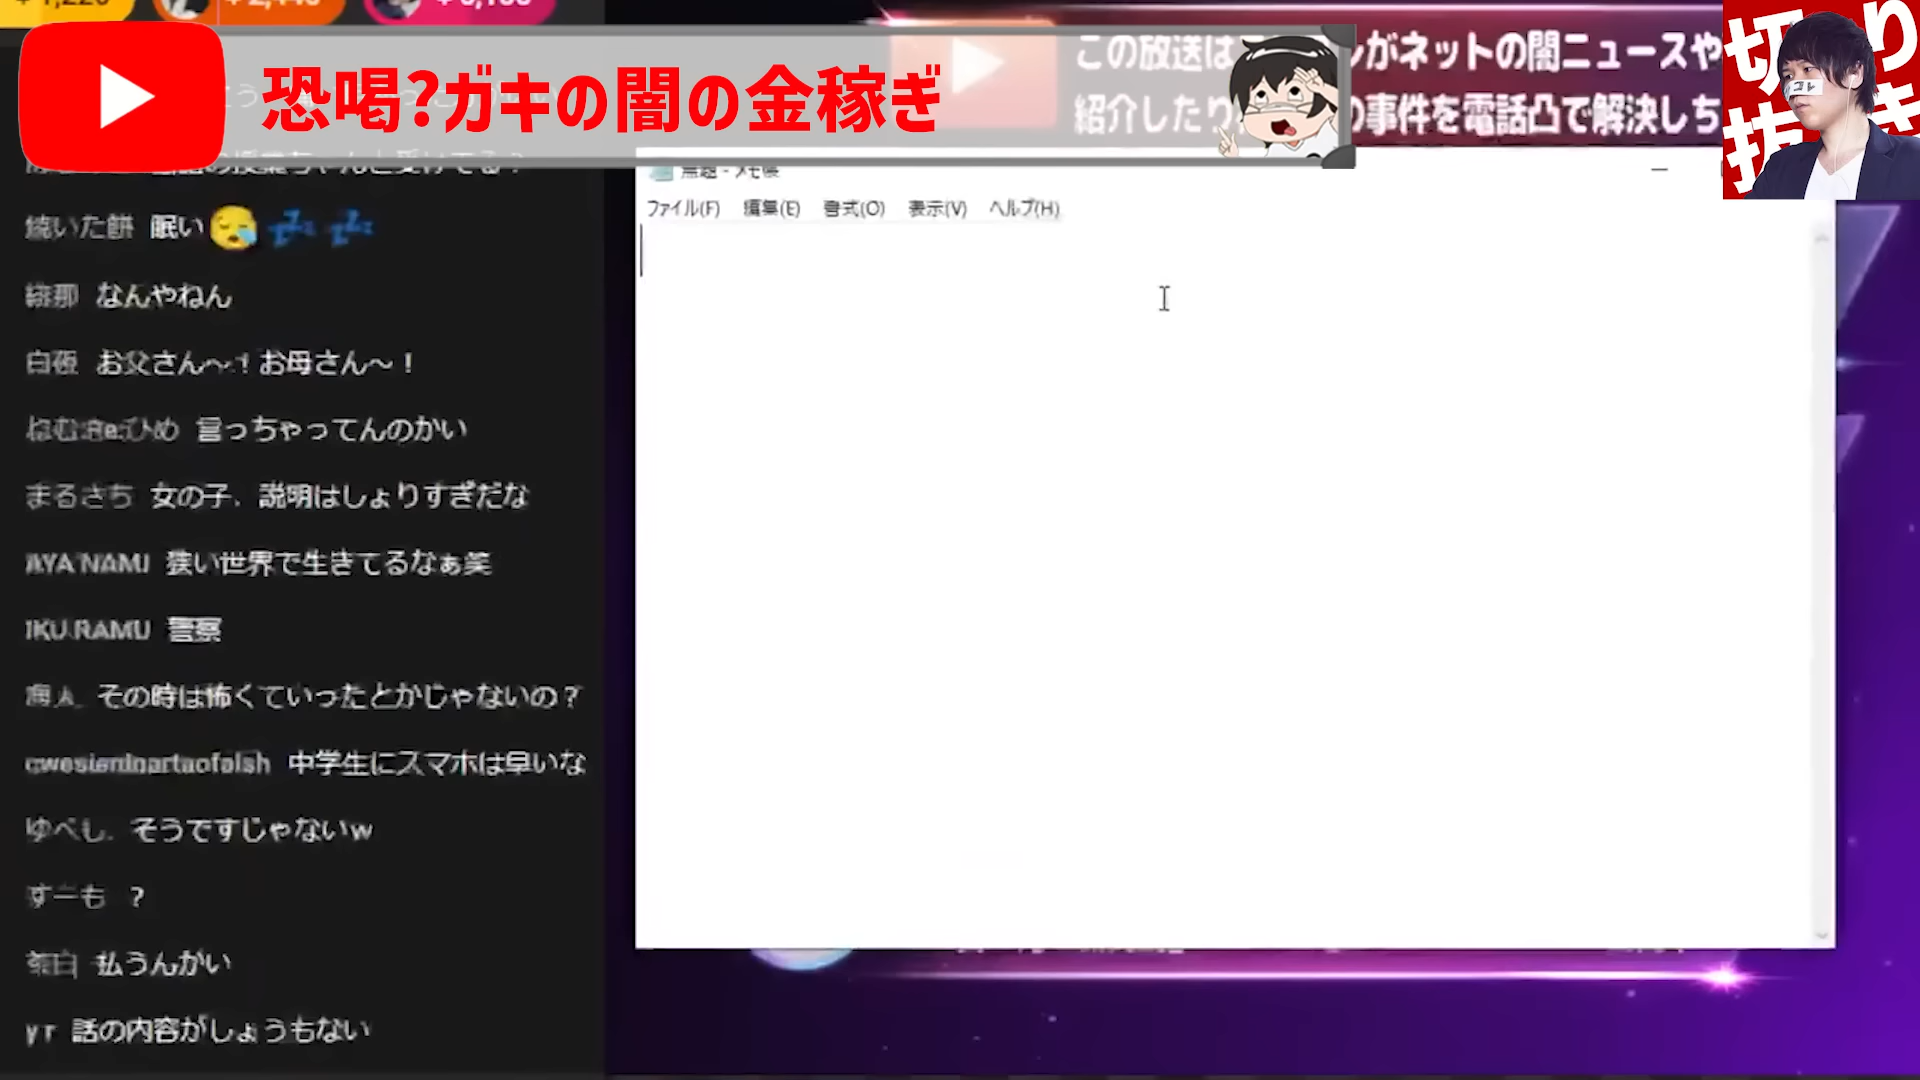 恐喝?ガキの闇の金稼ぎ
この放送は
がネットの闇ニュースや
紹介したり
の事件を電話凸で解決しち
切り抜き
コレ
無題 - メモ帳
ファイル(F) 編集(E) 書式(O) 表示(V) ヘルプ(H)
焼いた餅 眠い
なんやねん
白夜 お父さん～！お母さん～！
言っちゃってんのかい
まるさち 女の子、説明はしょりすぎだな
AYA NAMI 狭い世界で生きてるなぁ笑
IKU.RAMU 警察
その時は怖くていったとかじゃないの？
中学生にスマホは早いな
ゆべし. そうですじゃないw
すーも ？
払うんがい
y r 話の内容がしょうもない